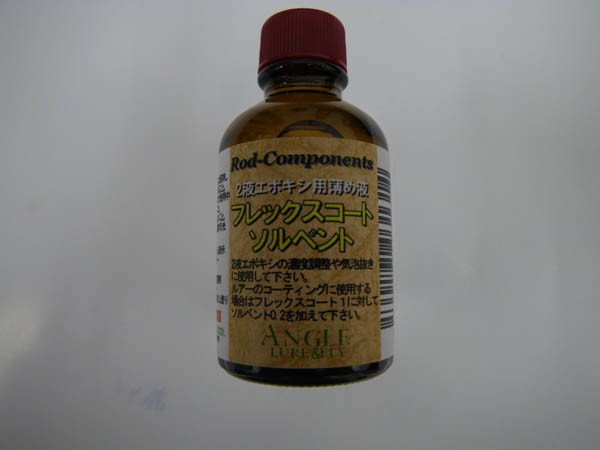 Rod-Components
2液エポキシ用薄め液
フレックスコート
ソルベント
2液エポキシの濃度調整や気泡抜き
に使用して下さい。
ルアーのコーティングに使用する
場合はフレックスコート1に対して
ソルベント0.2を加えて下さい。
ANGLE
LURE&FLY